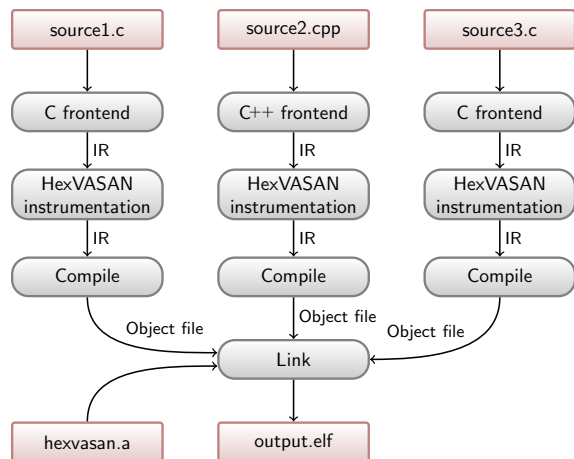 source1.c
source2.cpp
source3.c
C frontend
C++ frontend
C frontend
IR
IR
IR
HexVASAN
instrumentation
HexVASAN
instrumentation
HexVASAN
instrumentation
IR
IR
IR
Compile
Compile
Compile
Object file
Object file
Object file
Link
hexvasan.a
output.elf